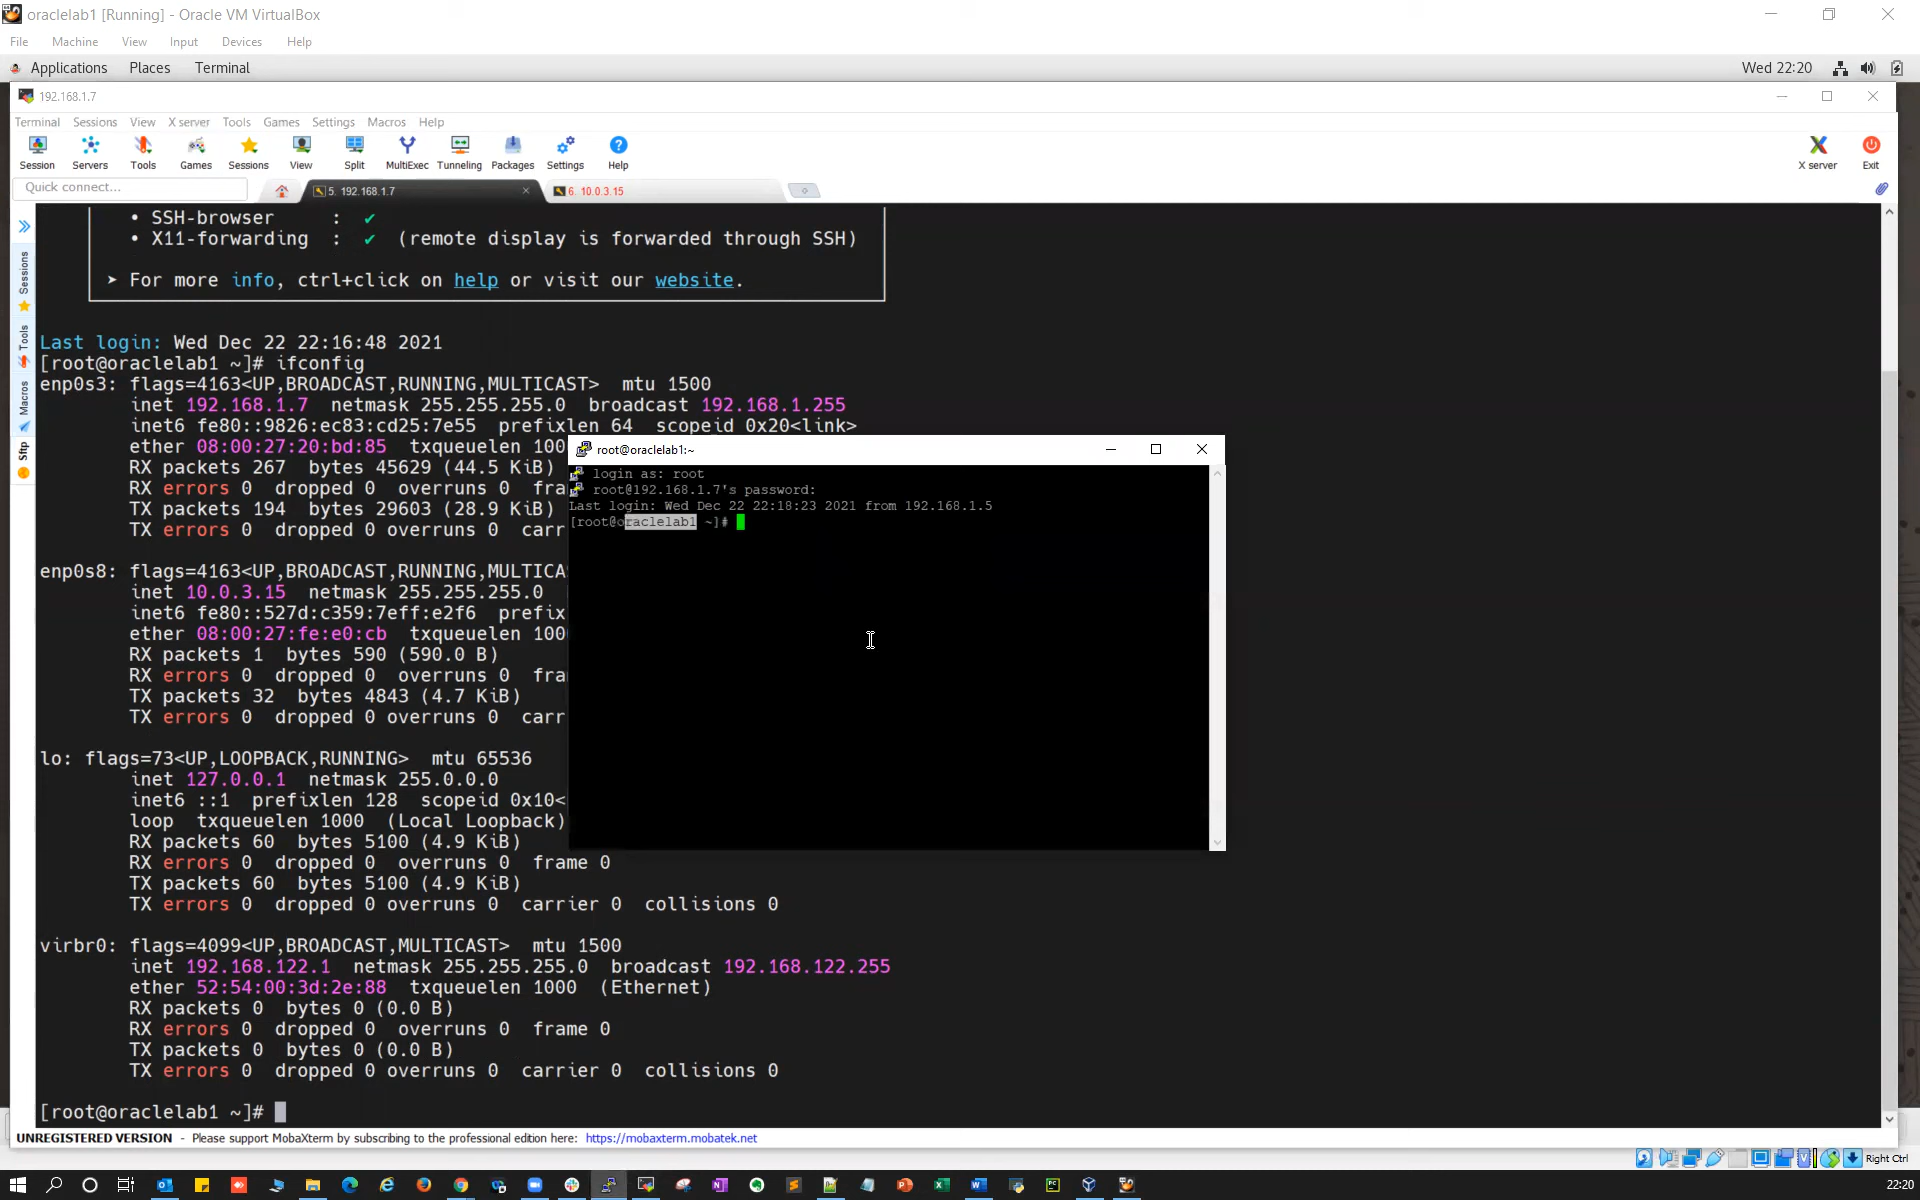 oraclelab1 [Running] - Oracle VM VirtualBox
File Machine View Input Devices Help
Applications Places Terminal Wed 22:20
192.168.1.7
Terminal Sessions View X server Tools Games Settings Macros Help
Session Servers Tools Games Sessions View Split MultiExec Tunneling Packages Settings Help X server Exit
Quick connect... 5. 192.168.1.7 6. 10.0.3.15
Sessions
Tools
Macros
Sftp
• SSH-browser : ✔
• X11-forwarding : ✔ (remote display is forwarded through SSH)
➤ For more info, ctrl+click on help or visit our website.
Last login: Wed Dec 22 22:16:48 2021
[root@oraclelab1 ~]# ifconfig
enp0s3: flags=4163<UP,BROADCAST,RUNNING,MULTICAST> mtu 1500
inet 192.168.1.7 netmask 255.255.255.0 broadcast 192.168.1.255
inet6 fe80::9826:ec83:cd25:7e55 prefixlen 64 scopeid 0x20<link>
ether 08:00:27:20:bd:85 txqueuelen 100
RX packets 267 bytes 45629 (44.5 KiB)
RX errors 0 dropped 0 overruns 0 fra
TX packets 194 bytes 29603 (28.9 KiB)
TX errors 0 dropped 0 overruns 0 carr
enp0s8: flags=4163<UP,BROADCAST,RUNNING,MULTICA
inet 10.0.3.15 netmask 255.255.255.0
inet6 fe80::527d:c359:7eff:e2f6 prefix
ether 08:00:27:fe:e0:cb txqueuelen 100
RX packets 1 bytes 590 (590.0 B)
RX errors 0 dropped 0 overruns 0 fra
TX packets 32 bytes 4843 (4.7 KiB)
TX errors 0 dropped 0 overruns 0 carr
lo: flags=73<UP,LOOPBACK,RUNNING> mtu 65536
inet 127.0.0.1 netmask 255.0.0.0
inet6 ::1 prefixlen 128 scopeid 0x10<
loop txqueuelen 1000 (Local Loopback)
RX packets 60 bytes 5100 (4.9 KiB)
RX errors 0 dropped 0 overruns 0 frame 0
TX packets 60 bytes 5100 (4.9 KiB)
TX errors 0 dropped 0 overruns 0 carrier 0 collisions 0
virbr0: flags=4099<UP,BROADCAST,MULTICAST> mtu 1500
inet 192.168.122.1 netmask 255.255.255.0 broadcast 192.168.122.255
ether 52:54:00:3d:2e:88 txqueuelen 1000 (Ethernet)
RX packets 0 bytes 0 (0.0 B)
RX errors 0 dropped 0 overruns 0 frame 0
TX packets 0 bytes 0 (0.0 B)
TX errors 0 dropped 0 overruns 0 carrier 0 collisions 0
[root@oraclelab1 ~]#
root@oraclelab1:~
login as: root
root@192.168.1.7's password:
Last login: Wed Dec 22 22:18:23 2021 from 192.168.1.5
[root@oraclelab1 ~]#
UNREGISTERED VERSION - Please support MobaXterm by subscribing to the professional edition here: https://mobaxterm.mobatek.net
Right Ctrl
22:20